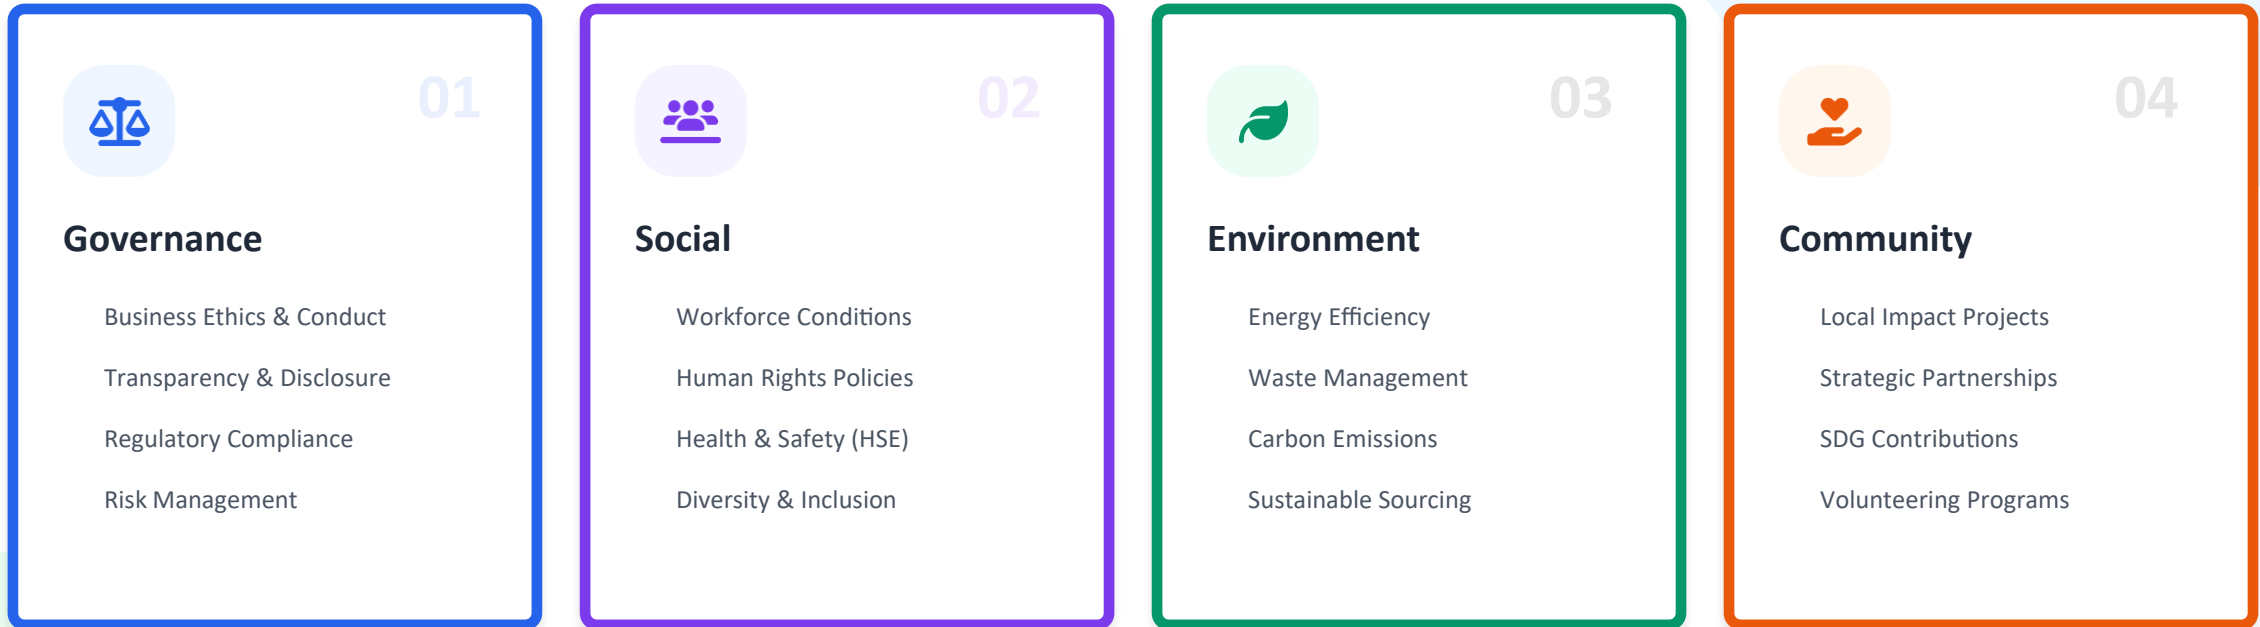 01
Governance
Business Ethics & Conduct
Transparency & Disclosure
Regulatory Compliance
Risk Management
02
Social
Workforce Conditions
Human Rights Policies
Health & Safety (HSE)
Diversity & Inclusion
03
Environment
Energy Efficiency
Waste Management
Carbon Emissions
Sustainable Sourcing
04
Community
Local Impact Projects
Strategic Partnerships
SDG Contributions
Volunteering Programs